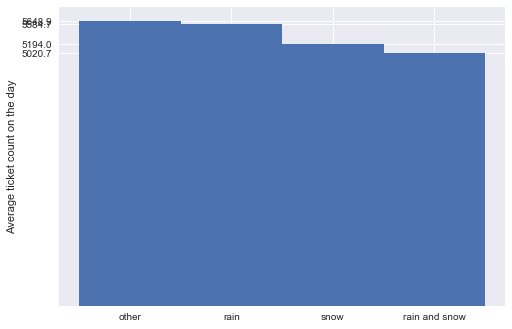 5648.9
5584.7
5194.0
5020.7
Average ticket count on the day
other
rain
snow
rain and snow